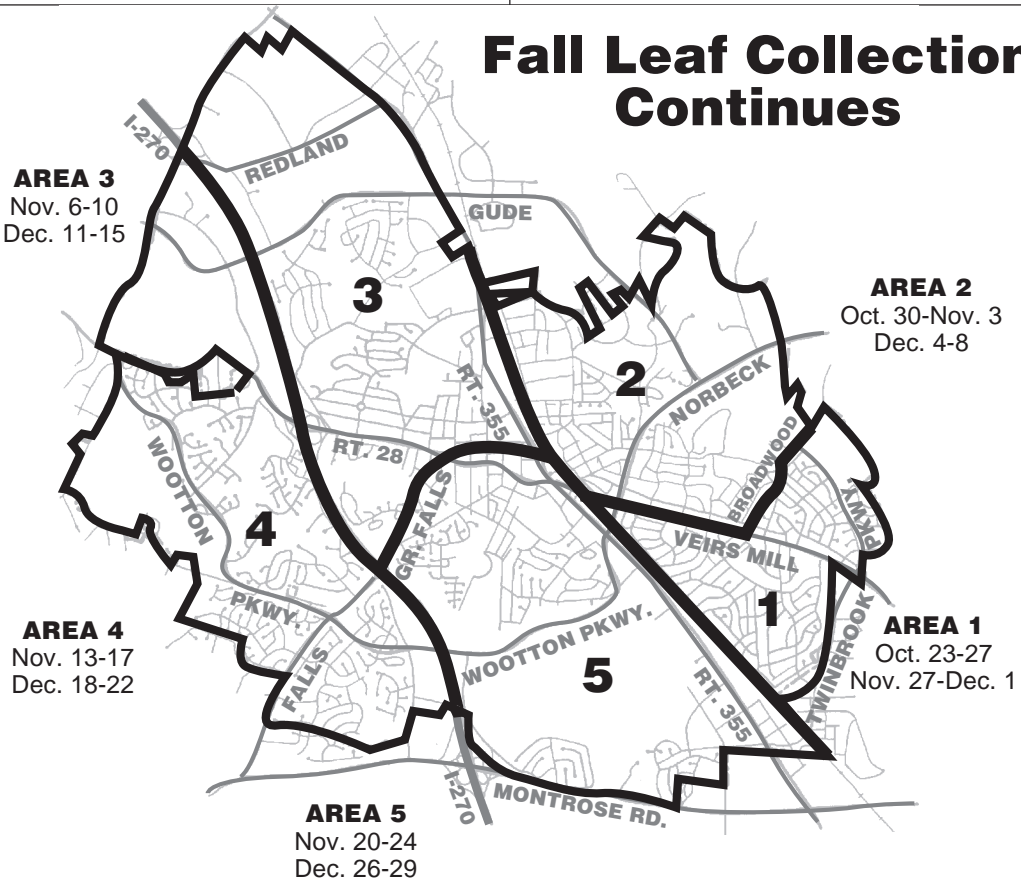 Fall Leaf Collection
Continues
I-270
REDLAND
AREA 3
Nov. 6-10
Dec. 11-15
GUDE
3
AREA 2
Oct. 30-Nov. 3
Dec. 4-8
2
NORBECK
RT. 355
RT. 28
BROADWOOD
WOOTTON
PKWY.
GR. FALLS
PKWY
4
VEIRS MILL
1
TWINBROOK
AREA 4
Nov. 13-17
Dec. 18-22
AREA 1
Oct. 23-27
Nov. 27-Dec. 1
WOOTTON PKWY.
5
FALLS
RT. 355
I-270
MONTROSE RD.
AREA 5
Nov. 20-24
Dec. 26-29